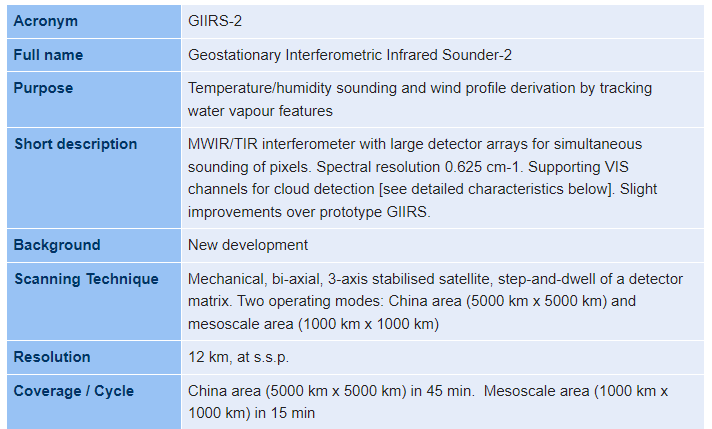 Acronym GIIRS-2
Full name Geostationary Interferometric Infrared Sounder-2
Purpose Temperature/humidity sounding and wind profile derivation by tracking
water vapour features
Short description MWIR/TIR interferometer with large detector arrays for simultaneous
sounding of pixels. Spectral resolution 0.625 cm-1. Supporting VIS
channels for cloud detection [see detailed characteristics below]. Slight
improvements over prototype GIIRS.
Background New development
Scanning Technique Mechanical, bi-axial, 3-axis stabilised satellite, step-and-dwell of a detector
matrix. Two operating modes: China area (5000 km x 5000 km) and
mesoscale area (1000 km x 1000 km)
Resolution 12 km, at s.s.p.
Coverage / Cycle China area (5000 km x 5000 km) in 45 min.  Mesoscale area (1000 km x
1000 km) in 15 min